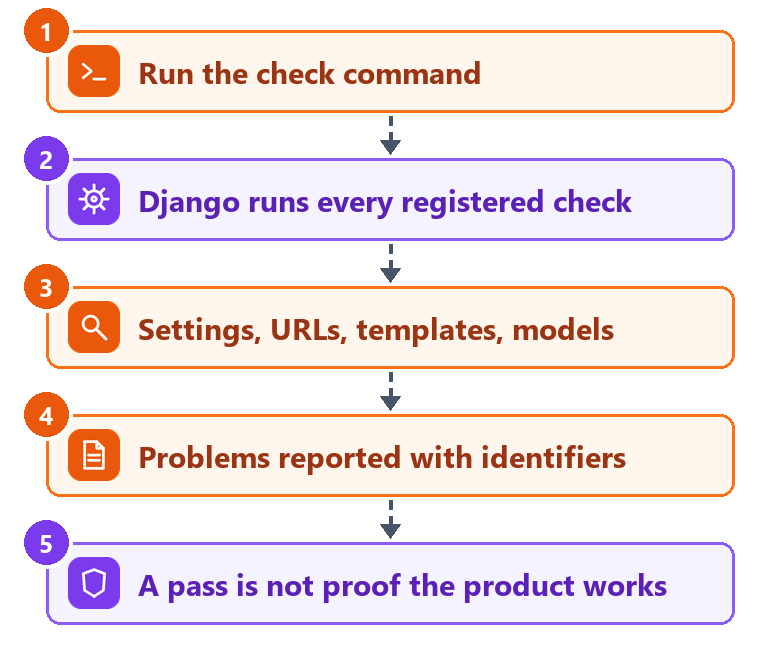 1
Run the check command
2
Django runs every registered check
3
Settings, URLs, templates, models
4
Problems reported with identifiers
5
A pass is not proof the product works